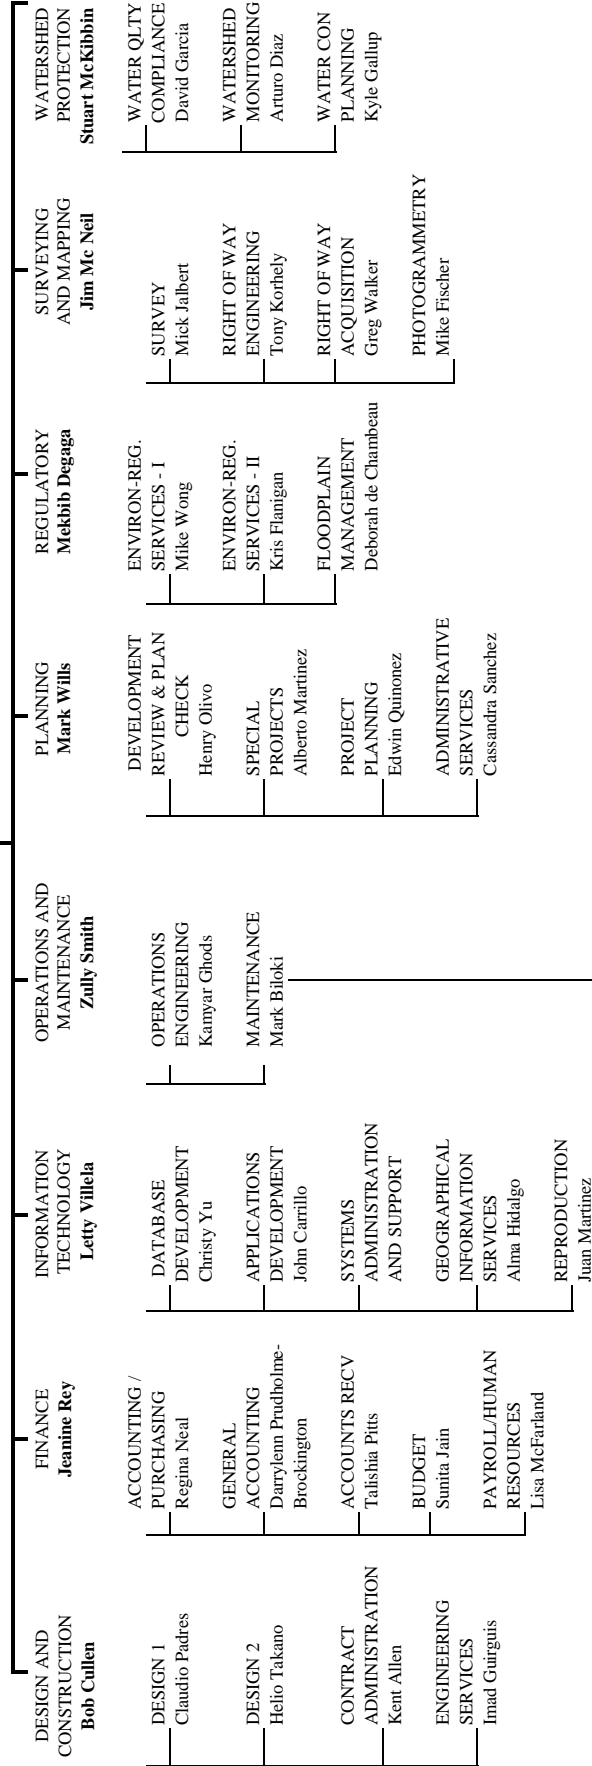 DESIGN AND
CONSTRUCTION
Bob Cullen
DESIGN 1
Claudio Padres
DESIGN 2
Helio Takano
CONTRACT
ADMINISTRATION
Kent Allen
ENGINEERING
SERVICES
Imad Guirguis
FINANCE
Jeanine Rey
ACCOUNTING /
PURCHASING
Regina Neal
GENERAL
ACCOUNTING
Darrylenn Prudholme-
Brockington
ACCOUNTS RECV
Talishia Pitts
BUDGET
Sunita Jain
PAYROLL/HUMAN
RESOURCES
Lisa McFarland
INFORMATION
TECHNOLOGY
Letty Villela
DATABASE
DEVELOPMENT
Christy Yu
APPLICATIONS
DEVELOPMENT
John Carrillo
SYSTEMS
ADMINISTRATION
AND SUPPORT
GEOGRAPHICAL
INFORMATION
SERVICES
Alma Hidalgo
REPRODUCTION
Juan Martinez
OPERATIONS AND
MAINTENANCE
Zully Smith
OPERATIONS
ENGINEERING
Kamyar Ghods
MAINTENANCE
Mark Biloki
PLANNING
Mark Wills
DEVELOPMENT
REVIEW & PLAN
CHECK
Henry Olivo
SPECIAL
PROJECTS
Alberto Martinez
PROJECT
PLANNING
Edwin Quinonez
ADMINISTRATIVE
SERVICES
Cassandra Sanchez
REGULATORY
Mekbib Degaga
ENVIRON-REG.
SERVICES - I
Mike Wong
ENVIRON-REG.
SERVICES - II
Kris Flanigan
FLOODPLAIN
MANAGEMENT
Deborah de Chambeau
SURVEYING
AND MAPPING
Jim Mc Neil
SURVEY
Mick Jalbert
RIGHT OF WAY
ENGINEERING
Tony Korhely
RIGHT OF WAY
ACQUISITION
Greg Walker
PHOTOGRAMMETRY
Mike Fischer
WATERSHED
PROTECTION
Stuart McKibbin
WATER QLTY
COMPLIANCE
David Garcia
WATERSHED
MONITORING
Arturo Diaz
WATER CON
PLANNING
Kyle Gallup